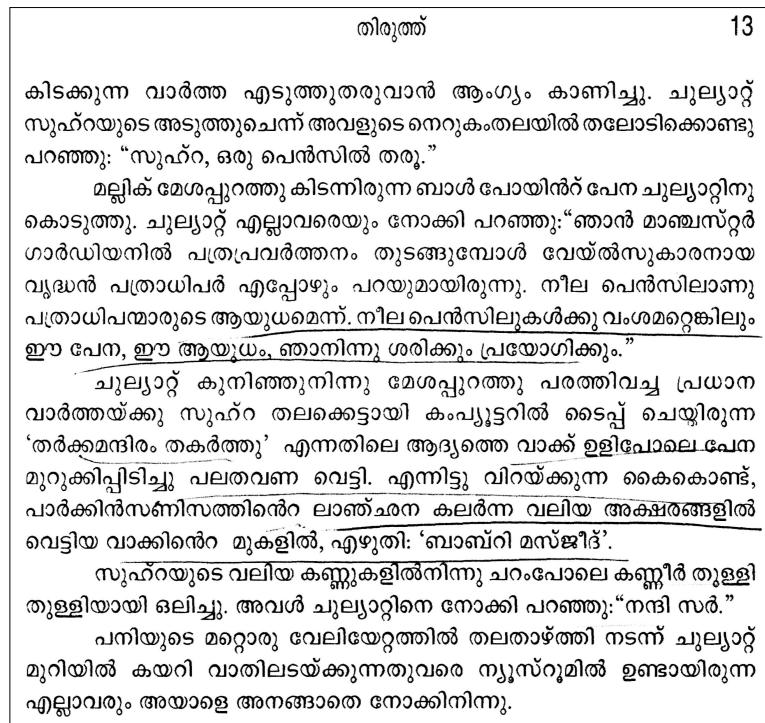 തിരുത്ത് 13
കിടക്കുന്ന വാർത്ത എടുത്തുതരുവാൻ ആംഗ്യം കാണിച്ചു. ചുല്യാറ്റ്
സുഹ്റയുടെ അടുത്തുചെന്ന് അവളുടെ നെറുകംതലയിൽ തലോടിക്കൊണ്ടു
പറഞ്ഞു: “സുഹ്റ, ഒരു പെൻസിൽ തരൂ.”
മല്ലിക് മേശപ്പുറത്തു കിടന്നിരുന്ന ബാൾ പോയിൻറ് പേന ചുല്യാറ്റിനു
കൊടുത്തു. ചുല്യാറ്റ് എല്ലാവരെയും നോക്കി പറഞ്ഞു:“ഞാൻ മാഞ്ചസ്റ്റർ
ഗാർഡിയനിൽ പത്രപ്രവർത്തനം തുടങ്ങുമ്പോൾ വേയ്ൽസുകാരനായ
വൃദ്ധൻ പത്രാധിപർ എപ്പോഴും പറയുമായിരുന്നു. നീല പെൻസിലാണു
പത്രാധിപന്മാരുടെ ആയുധമെന്ന്. നീല പെൻസിലുകൾക്കു വംശമറ്റെങ്കിലും
ഈ പേന, ഈ ആയുധം, ഞാനിന്നു ശരിക്കും പ്രയോഗിക്കും.”
ചുല്യാറ്റ് കുനിഞ്ഞുനിന്നു മേശപ്പുറത്തു പരത്തിവച്ച പ്രധാന
വാർത്തയ്ക്കു സുഹ്റ തലക്കെട്ടായി കംപ്യൂട്ടറിൽ ടൈപ്പ് ചെയ്തിരുന്ന
‘തർക്കമന്ദിരം തകർത്തു’ എന്നതിലെ ആദ്യത്തെ വാക്ക് ഉളിപോലെ പേന
മുറുക്കിപ്പിടിച്ചു പലതവണ വെട്ടി. എന്നിട്ടു വിറയ്ക്കുന്ന കൈകൊണ്ട്,
പാർക്കിൻസണിസത്തിൻെറ ലാഞ്ഛന കലർന്ന വലിയ അക്ഷരങ്ങളിൽ
വെട്ടിയ വാക്കിൻെറ മുകളിൽ, എഴുതി: ‘ബാബ്റി മസ്ജീദ്’.
സുഹ്റയുടെ വലിയ കണ്ണുകളിൽനിന്നു ചറംപോലെ കണ്ണീർ തുള്ളി
തുള്ളിയായി ഒലിച്ചു. അവൾ ചുല്യാറ്റിനെ നോക്കി പറഞ്ഞു:“നന്ദി സർ.”
പനിയുടെ മറ്റൊരു വേലിയേറ്റത്തിൽ തലതാഴ്ത്തി നടന്ന് ചുല്യാറ്റ്
മുറിയിൽ കയറി വാതിലടയ്ക്കുന്നതുവരെ ന്യൂസ്റൂമിൽ ഉണ്ടായിരുന്ന
എല്ലാവരും അയാളെ അനങ്ങാതെ നോക്കിനിന്നു.